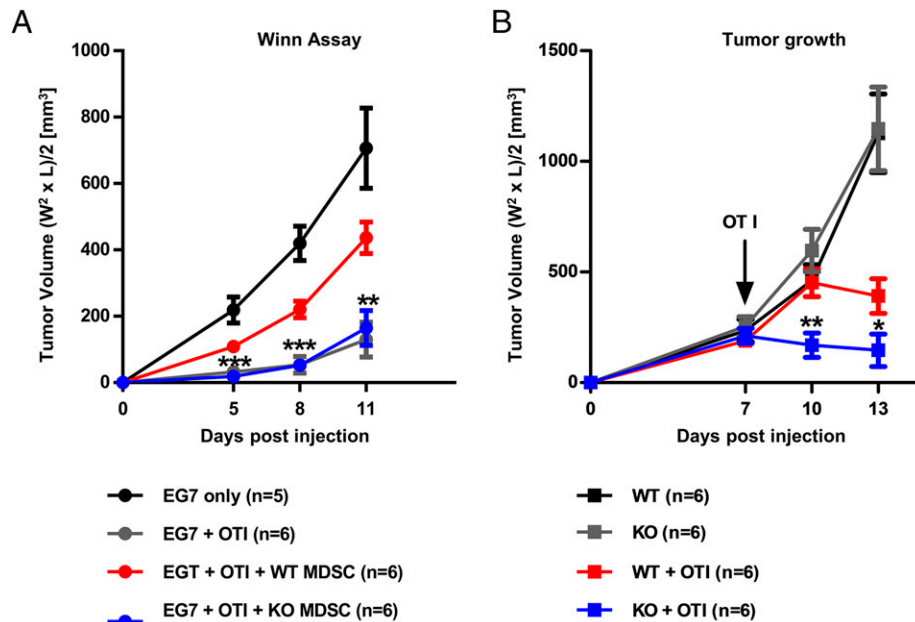 A
Winn Assay
1000
800
600
400
200
0
Tumor Volume (W² x L)/2 [mm³]
***
***
**
0
5
8
11
Days post injection
EG7 only (n=5)
EG7 + OTI (n=6)
EGT + OTI + WT MDSC (n=6)
EG7 + OTI + KO MDSC (n=6)
B
Tumor growth
1500
1000
500
0
Tumor Volume (W² x L)/2 [mm³]
OT I
**
*
0
7
10
13
Days post injection
WT (n=6)
KO (n=6)
WT + OTI (n=6)
KO + OTI (n=6)